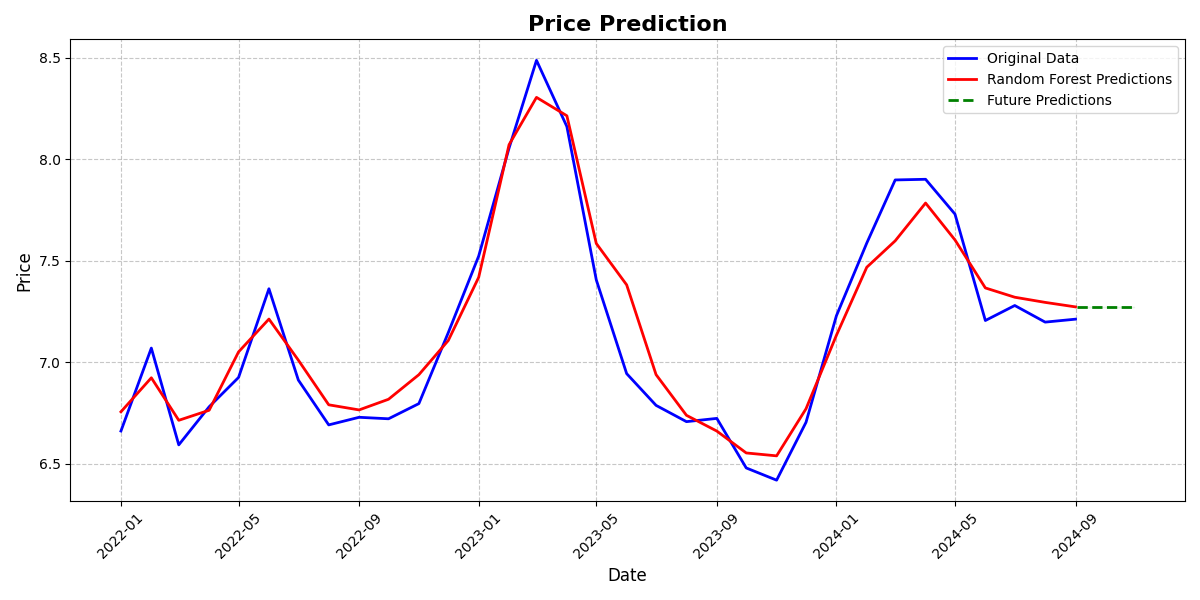 Price Prediction
Original Data
Random Forest Predictions
Future Predictions
Price
8.5
8.0
7.5
7.0
6.5
2022-01
2022-05
2022-09
2023-01
2023-05
2023-09
2024-01
2024-05
2024-09
Date